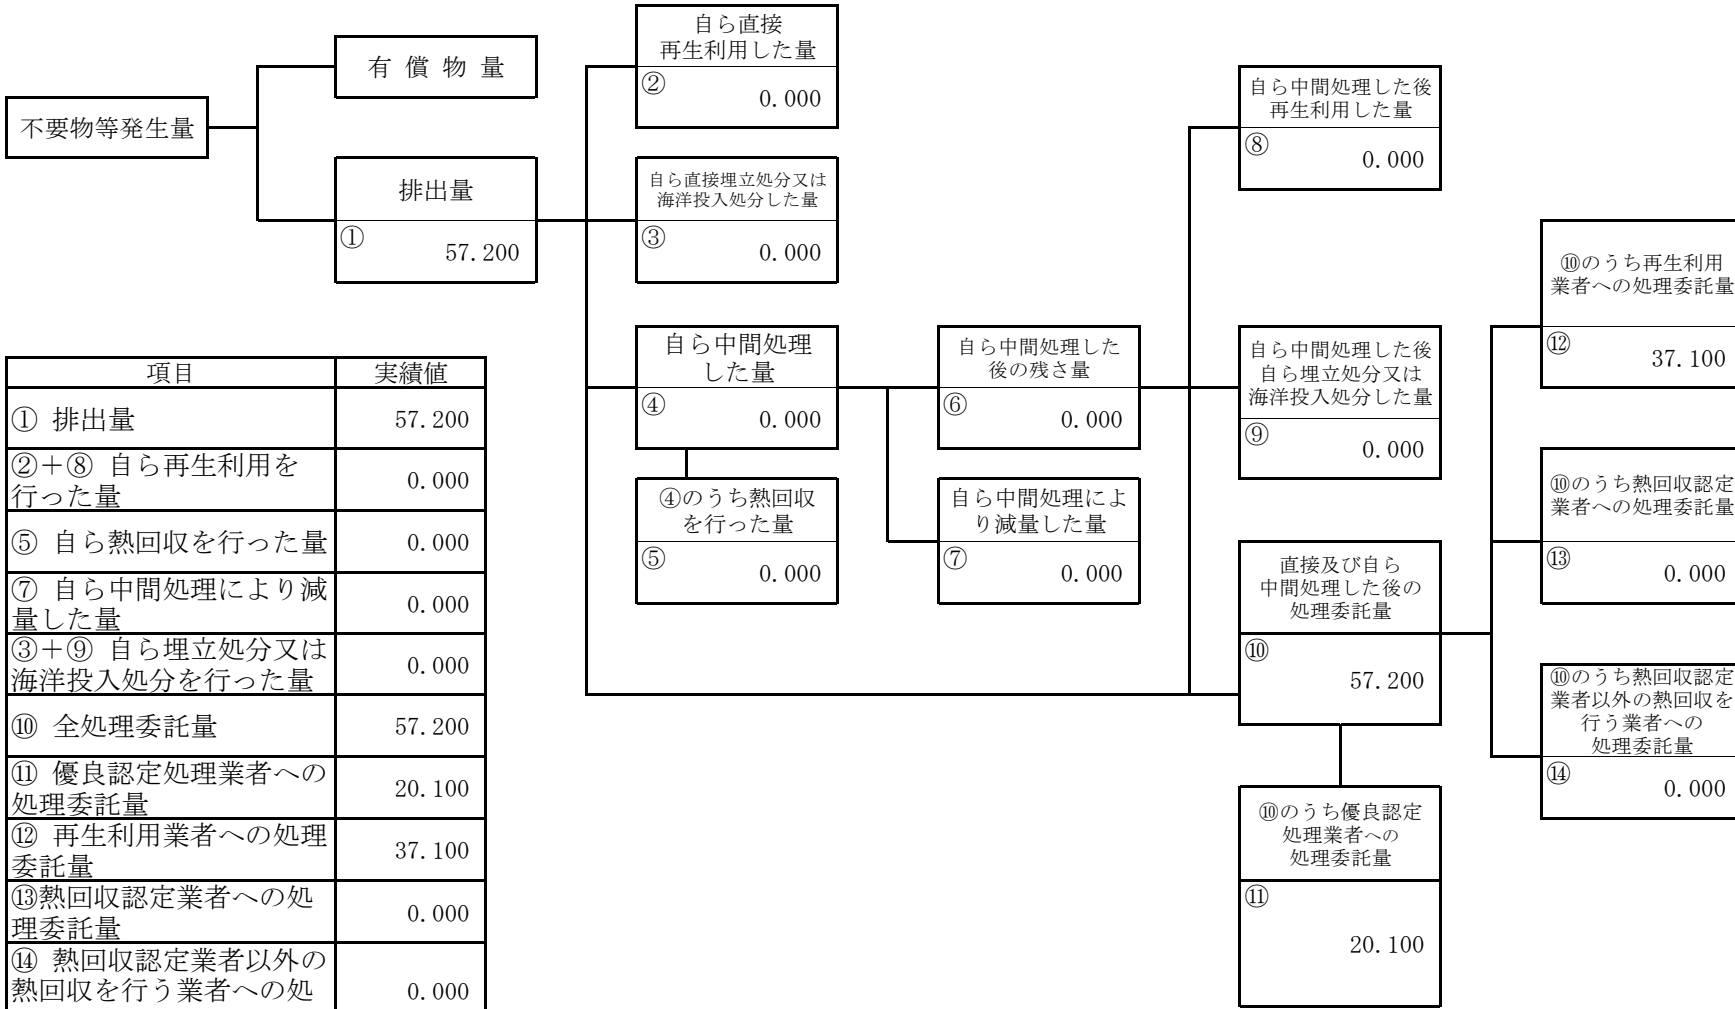 自ら直接
再生利用した量
②
0.000
有 償 物 量
不要物等発生量
排出量
①
57.200
自ら直接埋立処分又は
海洋投入処分した量
③
0.000
自ら中間処理した後
再生利用した量
⑧
0.000
⑩のうち再生利用
業者への処理委託量
⑫
37.100
自ら中間処理
した量
④
0.000
自ら中間処理した
後の残さ量
⑥
0.000
自ら中間処理した後
自ら埋立処分又は
海洋投入処分した量
⑨
0.000
④のうち熱回収
を行った量
⑤
0.000
自ら中間処理によ
り減量した量
⑦
0.000
⑩のうち熱回収認定
業者への処理委託量
⑬
0.000
直接及び自ら
中間処理した後の
処理委託量
⑩
57.200
⑩のうち熱回収認定
業者以外の熱回収を
行う業者への
処理委託量
⑭
0.000
⑩のうち優良認定
処理業者への
処理委託量
⑪
20.100
項目 実績値
① 排出量 57.200
②+⑧ 自ら再生利用を
行った量 0.000
⑤ 自ら熱回収を行った量 0.000
⑦ 自ら中間処理により減
量した量 0.000
③+⑨ 自ら埋立処分又は
海洋投入処分を行った量 0.000
⑩ 全処理委託量 57.200
⑪ 優良認定処理業者への
処理委託量 20.100
⑫ 再生利用業者への処理
委託量 37.100
⑬熱回収認定業者への処
理委託量 0.000
⑭ 熱回収認定業者以外の
熱回収を行う業者への処 0.000